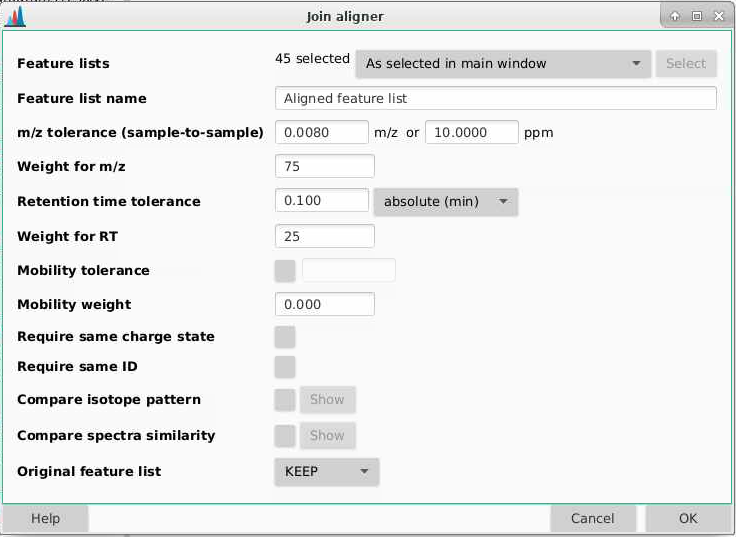 Join aligner
Feature lists 45 selected As selected in main window Select
Feature list name Aligned feature list
m/z tolerance (sample-to-sample) 0.0080 m/z or 10.0000 ppm
Weight for m/z 75
Retention time tolerance 0.100 absolute (min)
Weight for RT 25
Mobility tolerance
Mobility weight 0.000
Require same charge state
Require same ID
Compare isotope pattern Show
Compare spectra similarity Show
Original feature list KEEP
Help Cancel OK